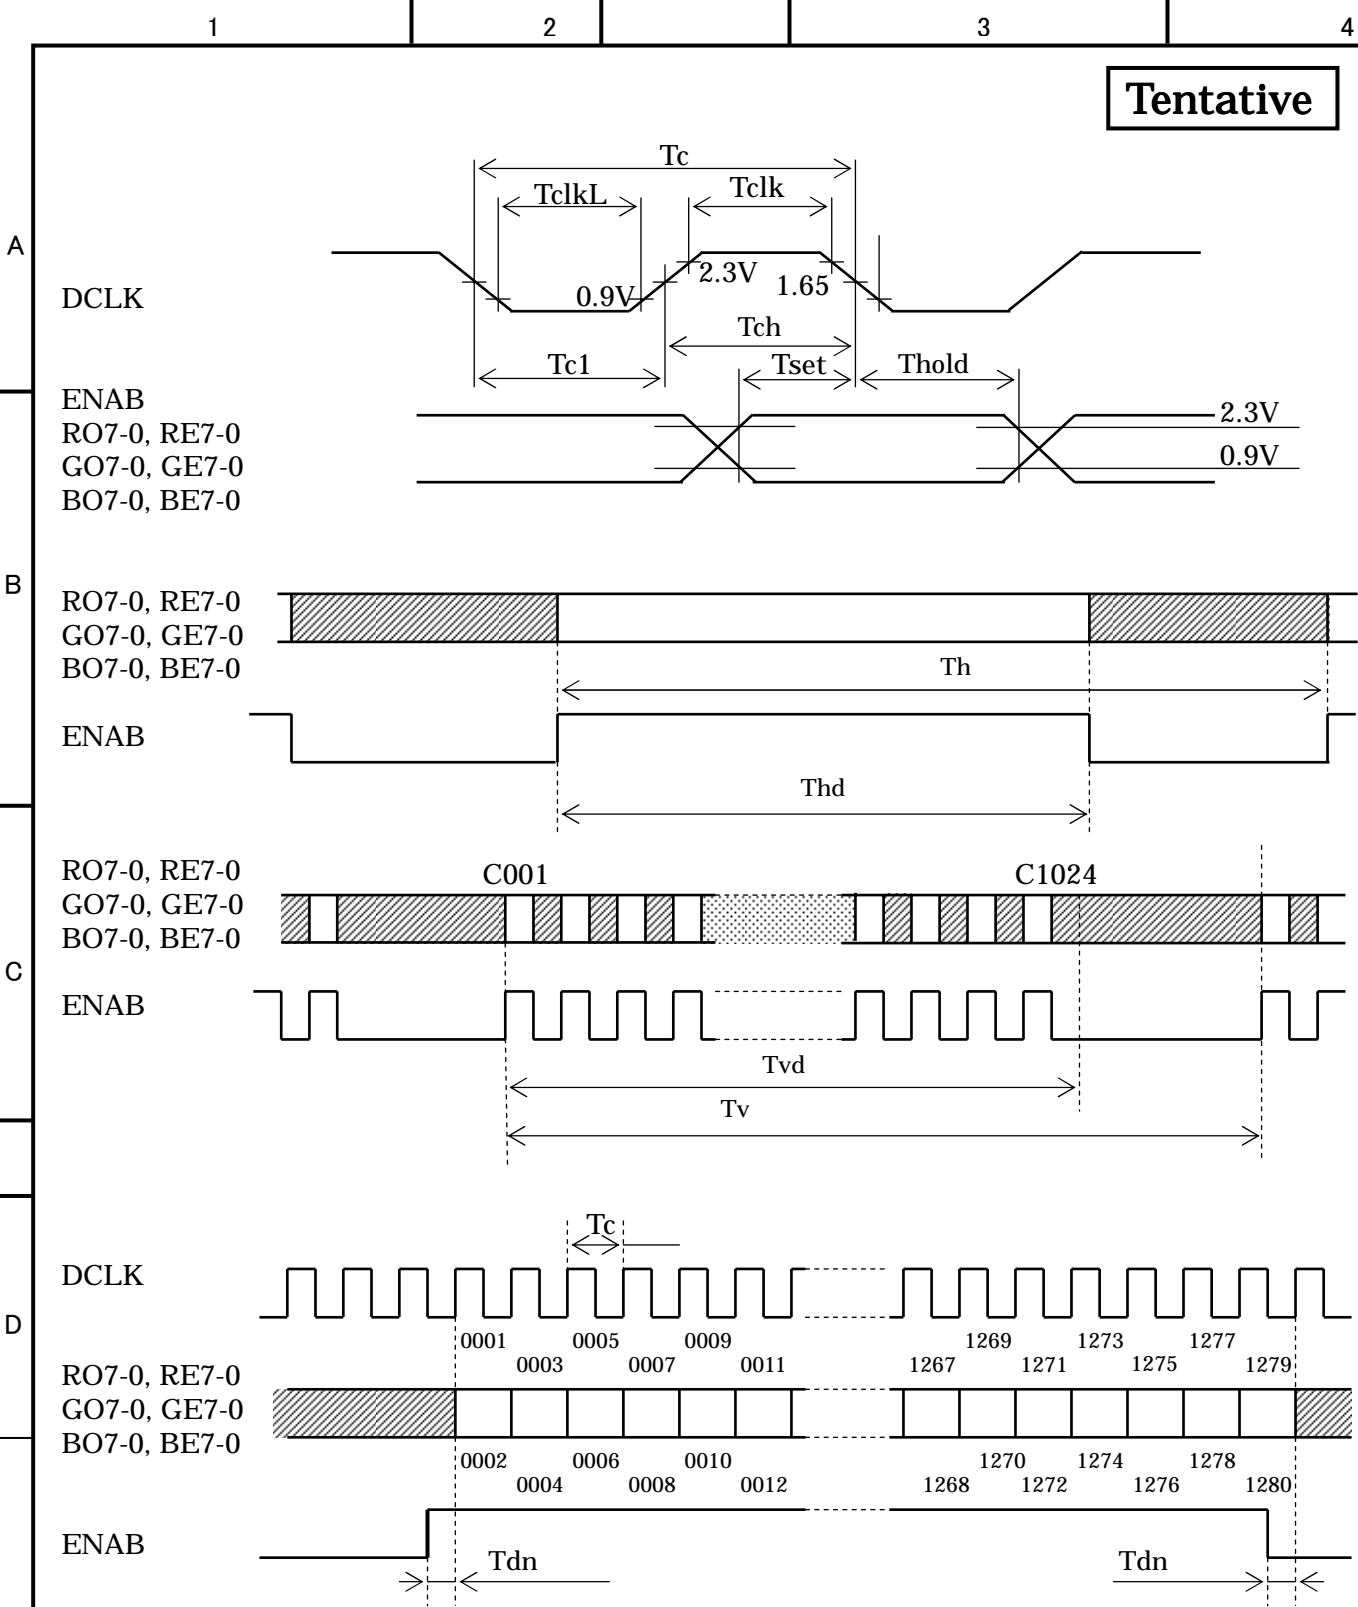 1 2 3 4
Tentative
Tc
TclkL Tclk
A
2.3V
DCLK 0.9V 1.65
Tch
Tc1 Tset Thold
ENAB
2.3V
RO7-0, RE7-0
0.9V
GO7-0, GE7-0
BO7-0, BE7-0
B
RO7-0, RE7-0
GO7-0, GE7-0
BO7-0, BE7-0
Th
ENAB
Thd
RO7-0, RE7-0
C001 C1024
GO7-0, GE7-0
BO7-0, BE7-0
C
ENAB
Tvd
Tv
Tc
DCLK
D
0001 0005 0009 1269 1273 1277
0003 0007 0011 1267 1271 1275 1279
RO7-0, RE7-0
GO7-0, GE7-0
BO7-0, BE7-0
0002 0006 0010 1270 1274 1278
0004 0008 0012 1268 1272 1276 1280
ENAB
Tdn Tdn